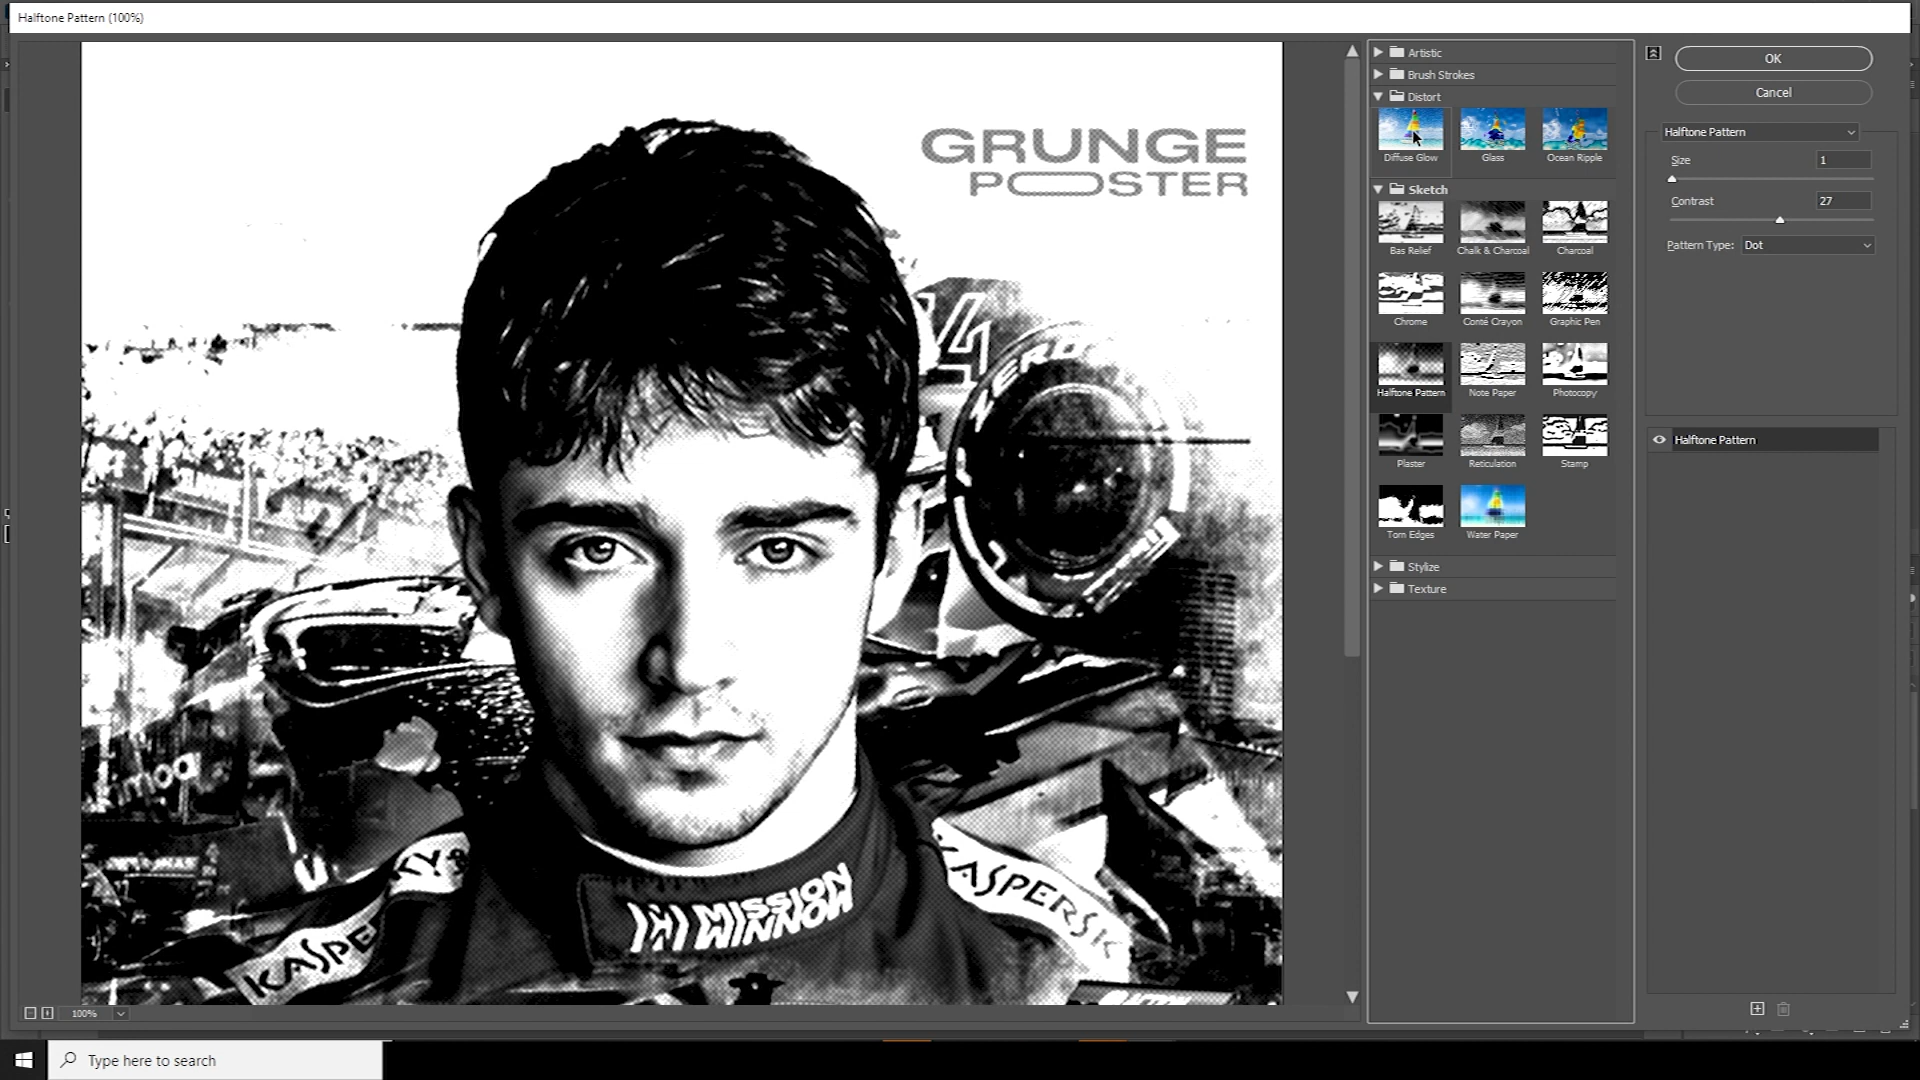 Halftone Pattern (100%)
GRUNGE
POSTER
4
ZERO
KASPE
TY
MISSION
WINNOW
KASPERSK
100%
Artistic
Brush Strokes
Distort
Diffuse Glow
Glass
Ocean Ripple
Sketch
Bas Relief
Chalk & Charcoal
Charcoal
Chrome
Conté Crayon
Graphic Pen
Halftone Pattern
Note Paper
Photocopy
Plaster
Reticulation
Stamp
Torn Edges
Water Paper
Stylize
Texture
OK
Cancel
Halftone Pattern
Size 1
Contrast 27
Pattern Type: Dot
Halftone Pattern
Type here to search